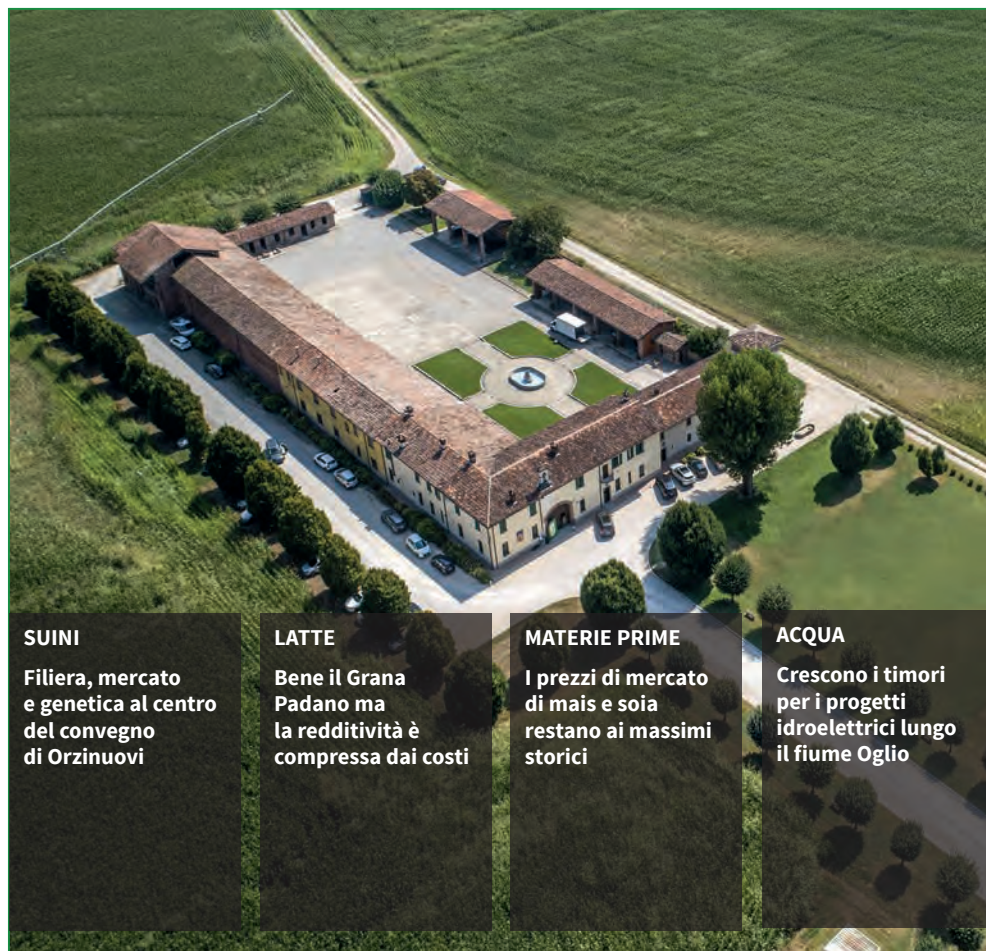 SUINI
Filiera, mercato
e genetica al centro
del convegno
di Orzinuovi
LATTE
Bene il Grana
Padano ma
la redditività è
compressa dai costi
MATERIE PRIME
I prezzi di mercato
di mais e soia
restano ai massimi
storici
ACQUA
Crescono i timori
per i progetti
idroelettrici lungo
il fiume Oglio